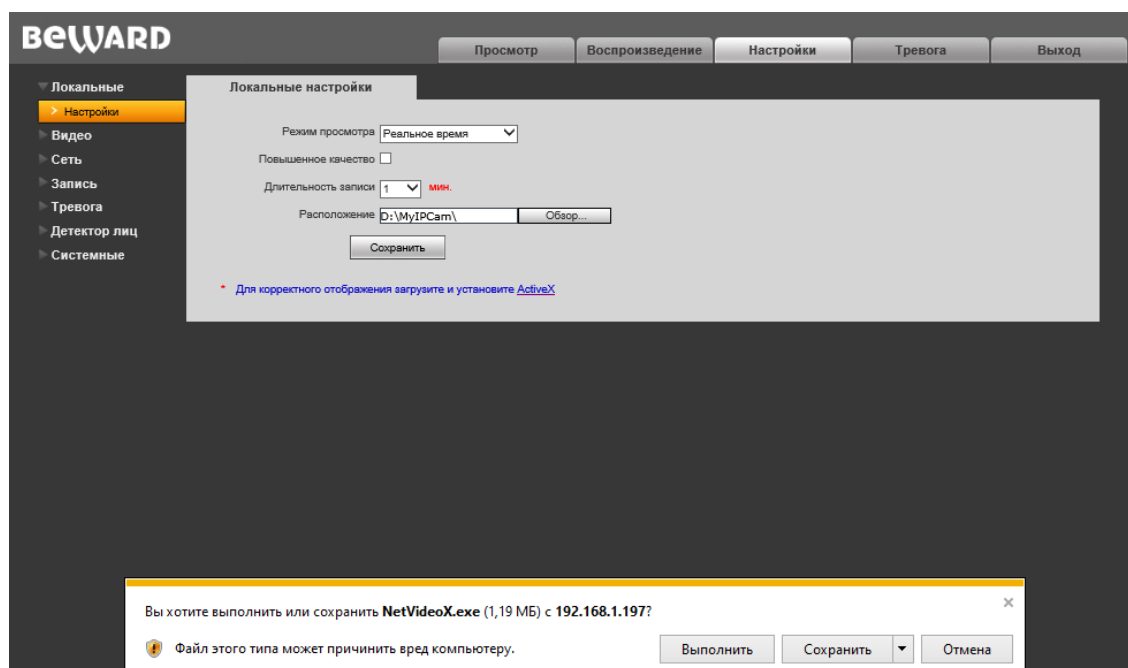 BEWARD
Просмотр
Воспроизведение
Настройки
Тревога
Выход
Локальные
Настройки
Видео
Сеть
Запись
Тревога
Детектор лиц
Системные
Локальные настройки
Режим просмотра Реальное время
Повышенное качество
Длительность записи 1 мин.
Расположение D:\MyIPCam\ Обзор...
Сохранить
* Для корректного отображения загрузите и установите ActiveX
Вы хотите выполнить или сохранить NetVideoX.exe (1,19 МБ) с 192.168.1.197?
Файл этого типа может причинить вред компьютеру.
Выполнить
Сохранить
Отмена